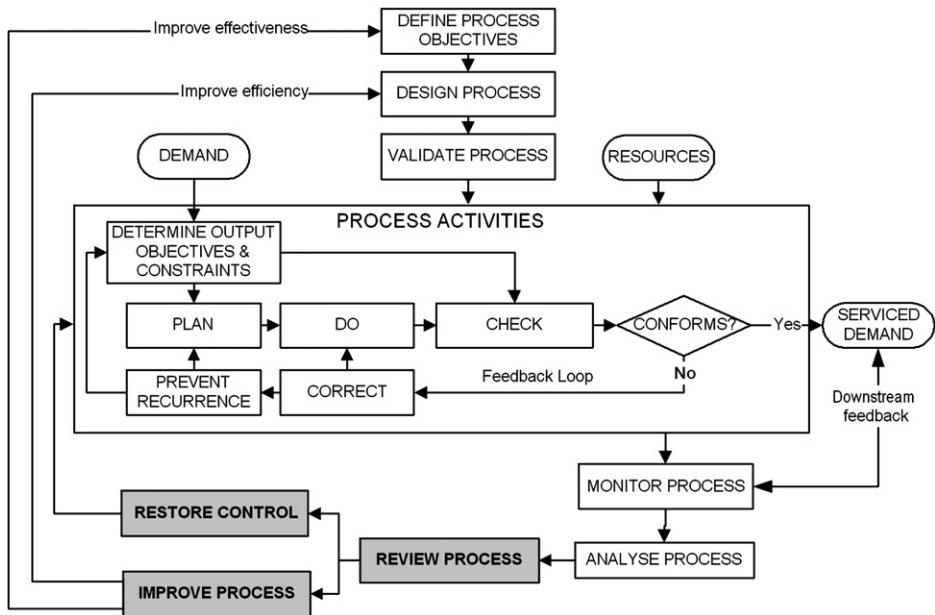 Improve effectiveness
DEFINE PROCESS
OBJECTIVES
Improve efficiency
DESIGN PROCESS
DEMAND
VALIDATE PROCESS
RESOURCES
PROCESS ACTIVITIES
DETERMINE OUTPUT
OBJECTIVES &
CONSTRAINTS
PLAN
DO
CHECK
CONFORMS?
Yes
SERVICED
DEMAND
PREVENT
RECURRENCE
CORRECT
Feedback Loop
No
Downstream
feedback
MONITOR PROCESS
RESTORE CONTROL
REVIEW PROCESS
ANALYSE PROCESS
IMPROVE PROCESS